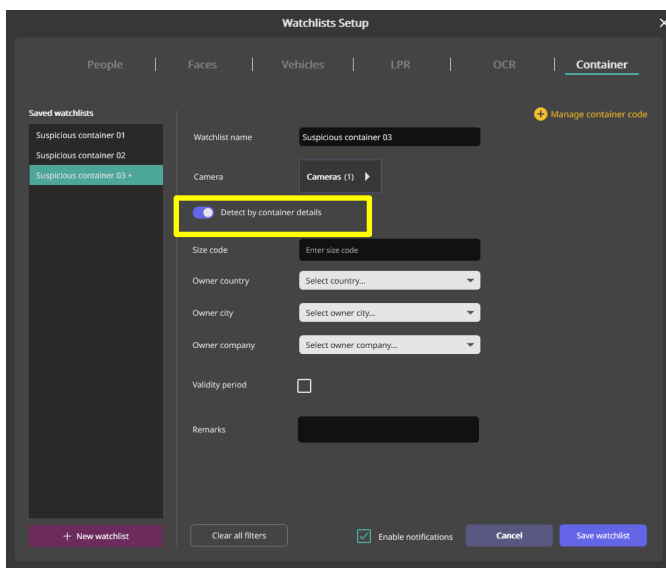 Watchlists Setup
People | Faces | Vehicles | LPR | OCR | Container
Saved watchlists
Suspicious container 01
Suspicious container 02
Suspicious container 03 +
+ New watchlist
Manage container code
Watchlist name Suspicious container 03
Camera Cameras (1)
Detect by container details
Size code Enter size code
Owner country Select country...
Owner city Select owner city...
Owner company Select owner company...
Validity period
Remarks
Clear all filters
Enable notifications
Cancel
Save watchlist